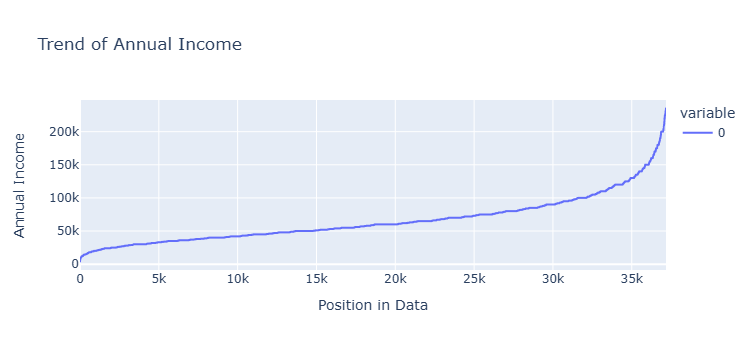 Trend of Annual Income
variable
0
Annual Income
200k
150k
100k
50k
0
0
5k
10k
15k
20k
25k
30k
35k
Position in Data